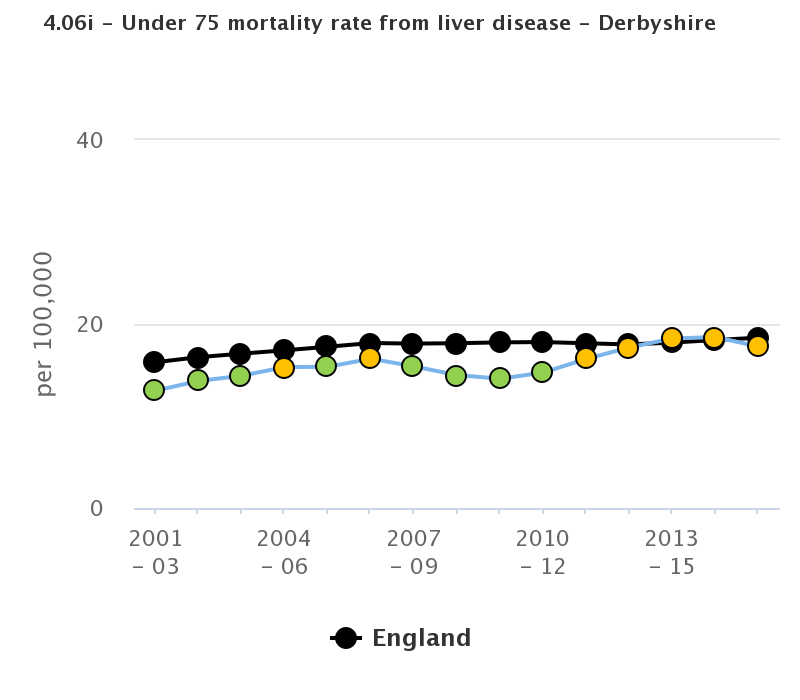 4.06i – Under 75 mortality rate from liver disease – Derbyshire
40
20
0
per 100,000
2001 – 03
2004 – 06
2007 – 09
2010 – 12
2013 – 15
England